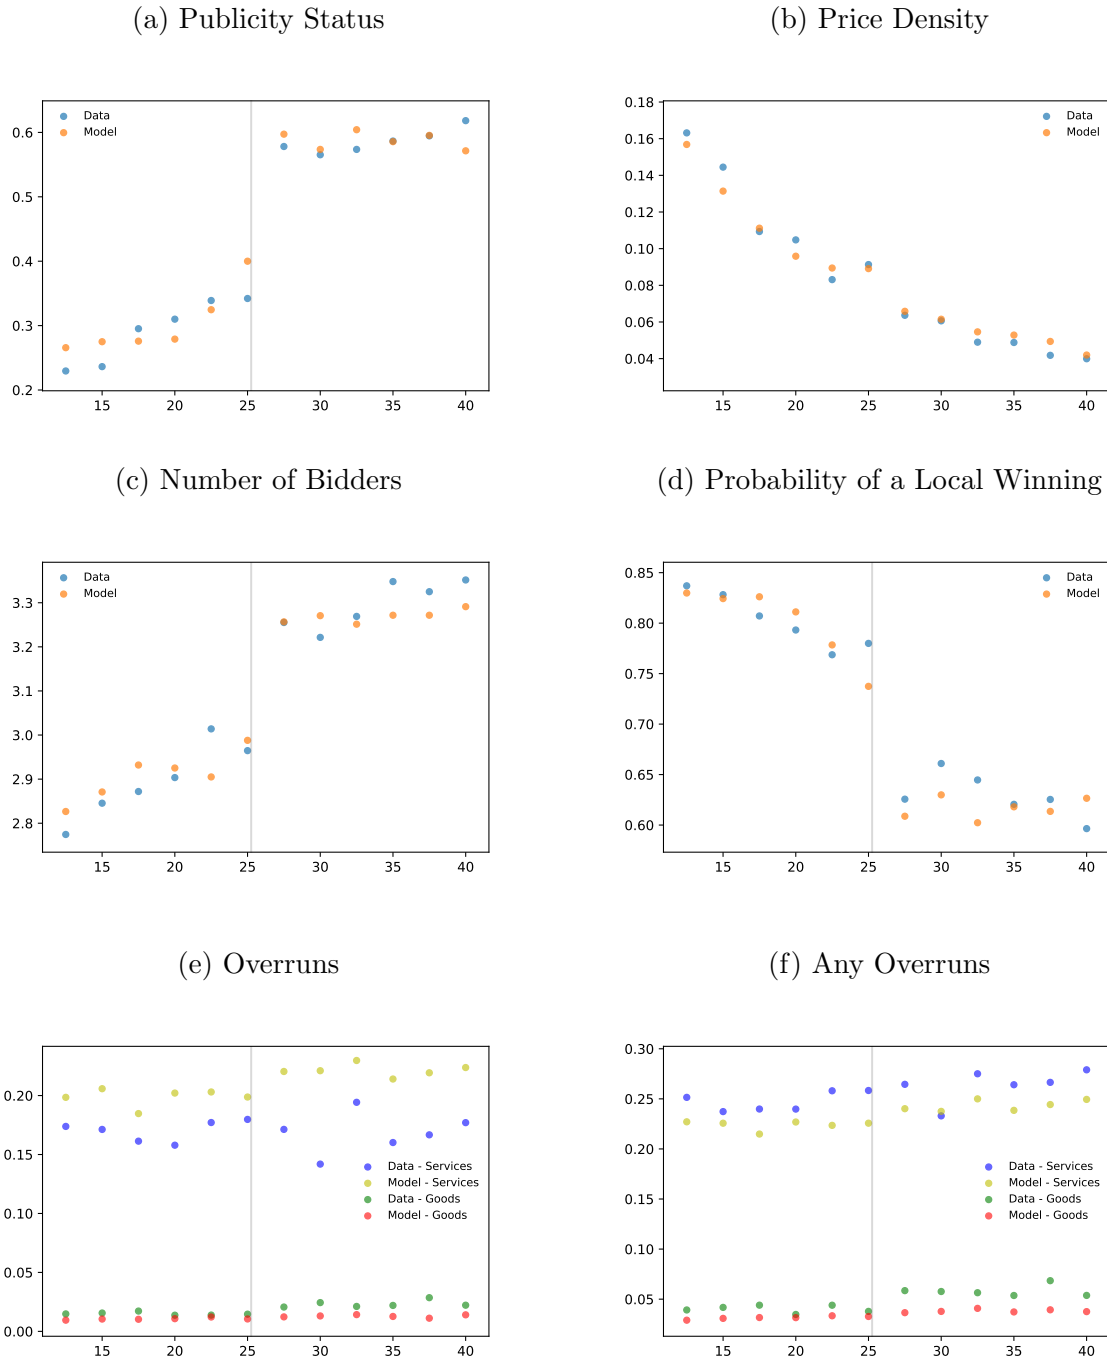 (a) Publicity Status
(b) Price Density
Data
Model
0.6
0.5
0.4
0.3
0.2
15 20 25 30 35 40
Data
Model
0.18
0.16
0.14
0.12
0.10
0.08
0.06
0.04
15 20 25 30 35 40
(c) Number of Bidders
(d) Probability of a Local Winning
Data
Model
3.3
3.2
3.1
3.0
2.9
2.8
15 20 25 30 35 40
Data
Model
0.85
0.80
0.75
0.70
0.65
0.60
15 20 25 30 35 40
(e) Overruns
(f) Any Overruns
0.20
0.15
0.10
0.05
0.00
Data - Services
Model - Services
Data - Goods
Model - Goods
15 20 25 30 35 40
0.30
0.25
0.20
0.15
0.10
0.05
Data - Services
Model - Services
Data - Goods
Model - Goods
15 20 25 30 35 40